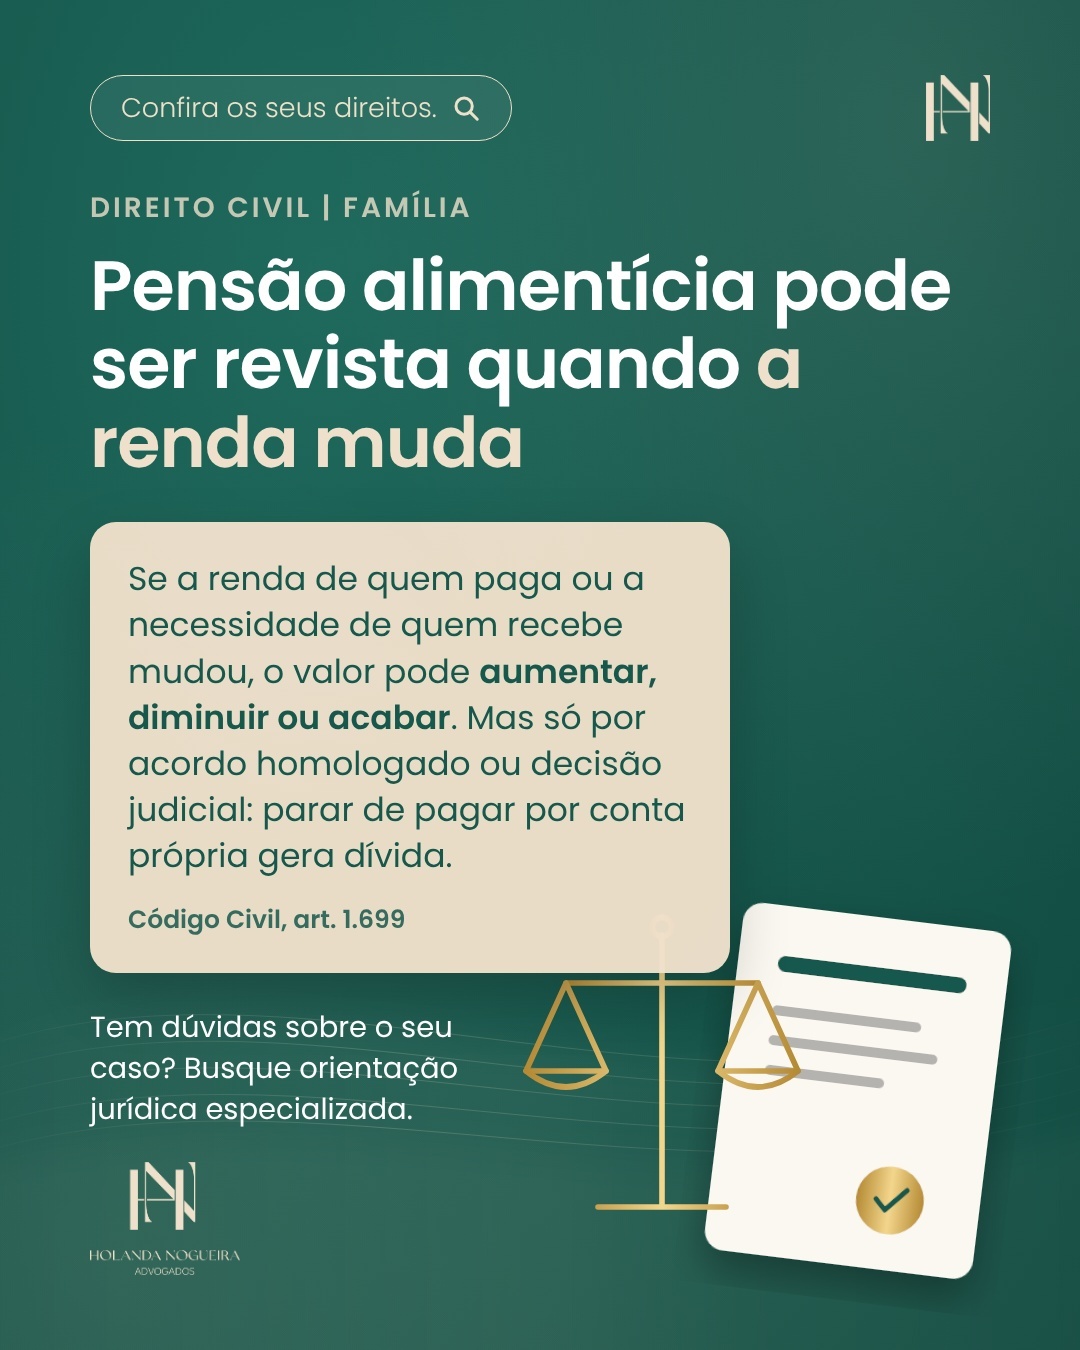 Confira os seus direitos.
HN
DIREITO CIVIL | FAMÍLIA
Pensão alimentícia pode
ser revista quando a
renda muda
Se a renda de quem paga ou a
necessidade de quem recebe
mudou, o valor pode aumentar,
diminuir ou acabar. Mas só por
acordo homologado ou decisão
judicial: parar de pagar por conta
própria gera dívida.
Código Civil, art. 1.699
Tem dúvidas sobre o seu
caso? Busque orientação
jurídica especializada.
HN
HOLANDA NOGUEIRA
ADVOGADOS